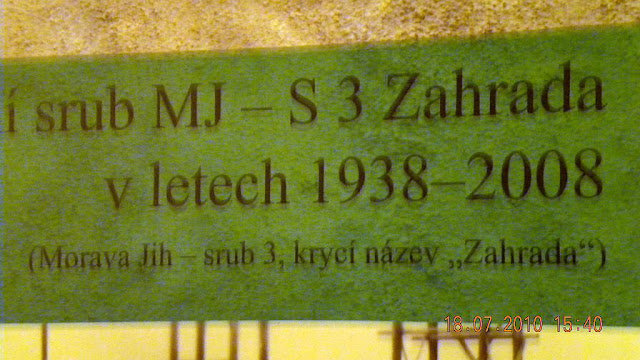 í srub MJ – S 3 Zahrada
v letech 1938–2008
(Morava Jih – srub 3, krycí název „Zahrada“)
18.07.2010 15:40